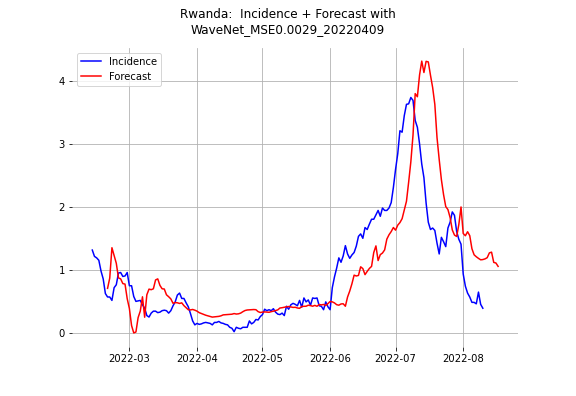 Rwanda:  Incidence + Forecast with
WaveNet_MSE0.0029_20220409
Incidence
Forecast
4
3
2
1
0
2022-03
2022-04
2022-05
2022-06
2022-07
2022-08